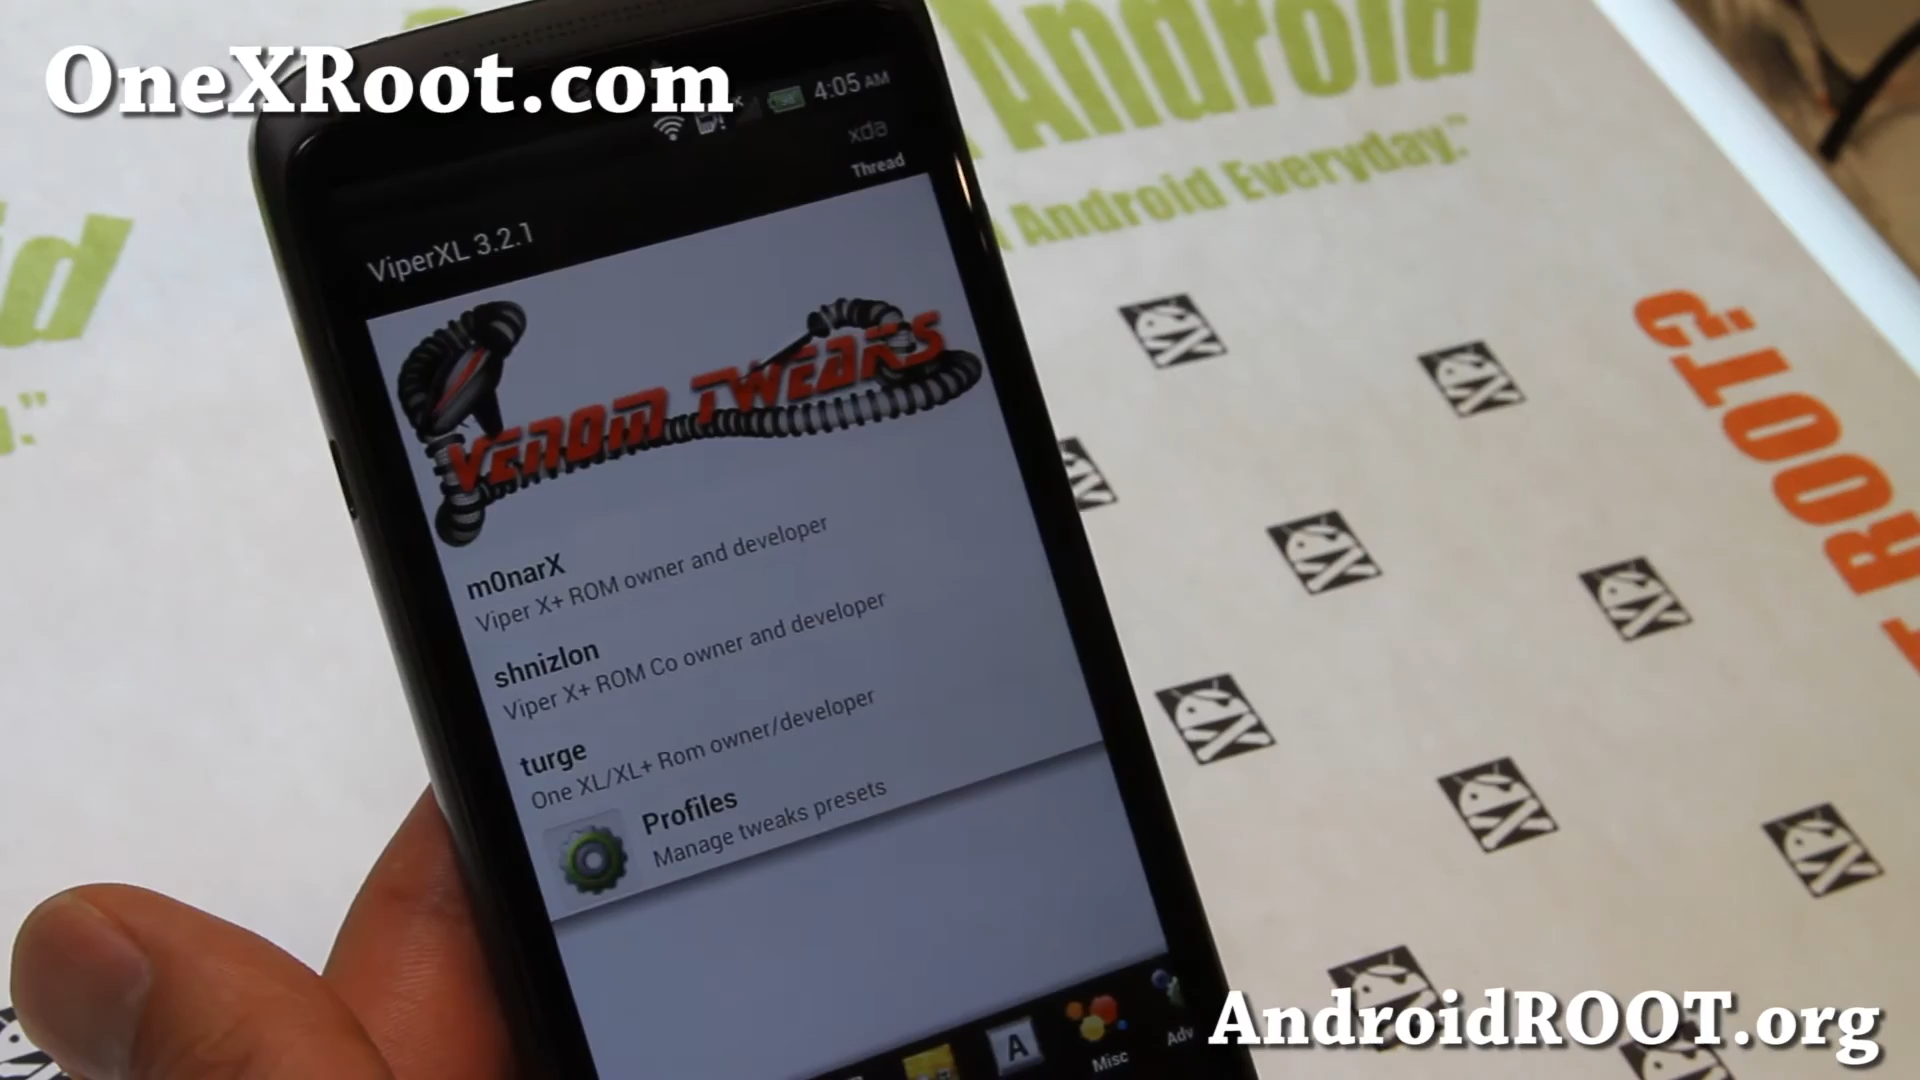 OneXRoot.com
4:05 AM
xda
Thread
ViperXL 3.2.1
VENOM TWEAKS
m0narX
Viper X+ ROM owner and developer
shnizlon
Viper X+ ROM Co owner and developer
turge
One XL/XL+ Rom owner/developer
Profiles
Manage tweaks presets
A
Misc
Adv
Android
Android Everyday."
ROOT?
AndroidROOT.org